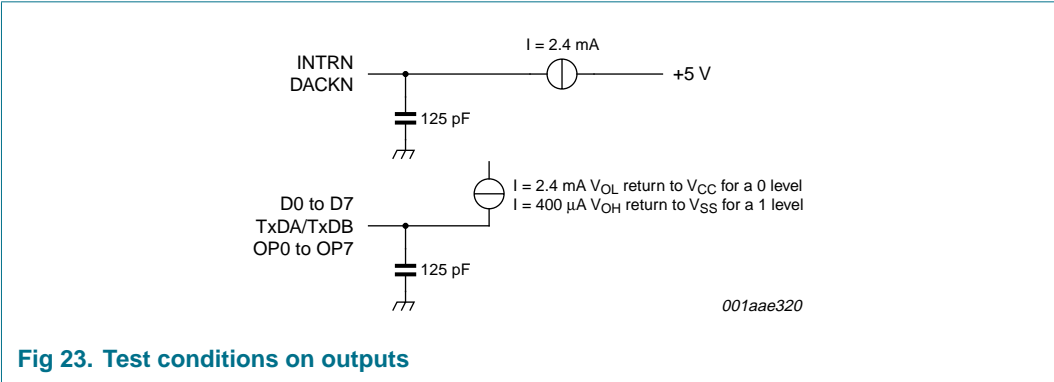 I = 2.4 mA
INTRN
DACKN
+5 V
125 pF
I = 2.4 mA VOL return to VCC for a 0 level
I = 400 μA VOH return to VSS for a 1 level
D0 to D7
TxDA/TxDB
OP0 to OP7
125 pF
001aae320
Fig 23. Test conditions on outputs